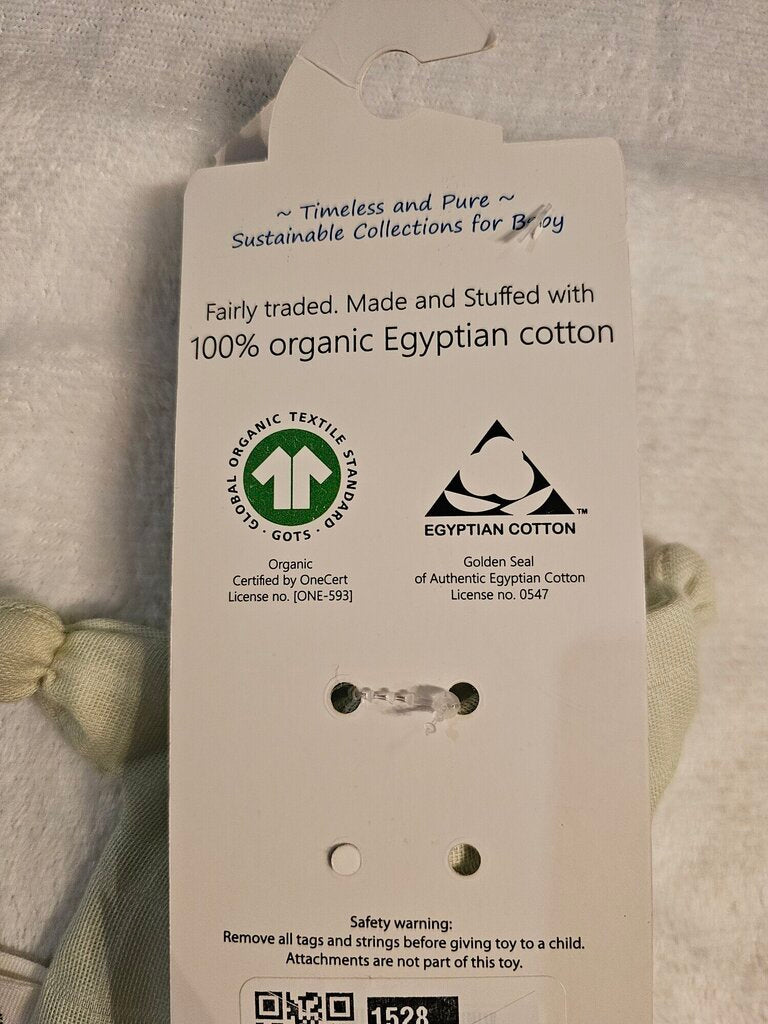 ~ Timeless and Pure ~
Sustainable Collections for Baby
Fairly traded. Made and Stuffed with
100% organic Egyptian cotton
GLOBAL ORGANIC TEXTILE STANDARD · GOTS ·
EGYPTIAN COTTON™
Organic
Certified by OneCert
License no. [ONE-593]
Golden Seal
of Authentic Egyptian Cotton
License no. 0547
Safety warning:
Remove all tags and strings before giving toy to a child.
Attachments are not part of this toy.
1528